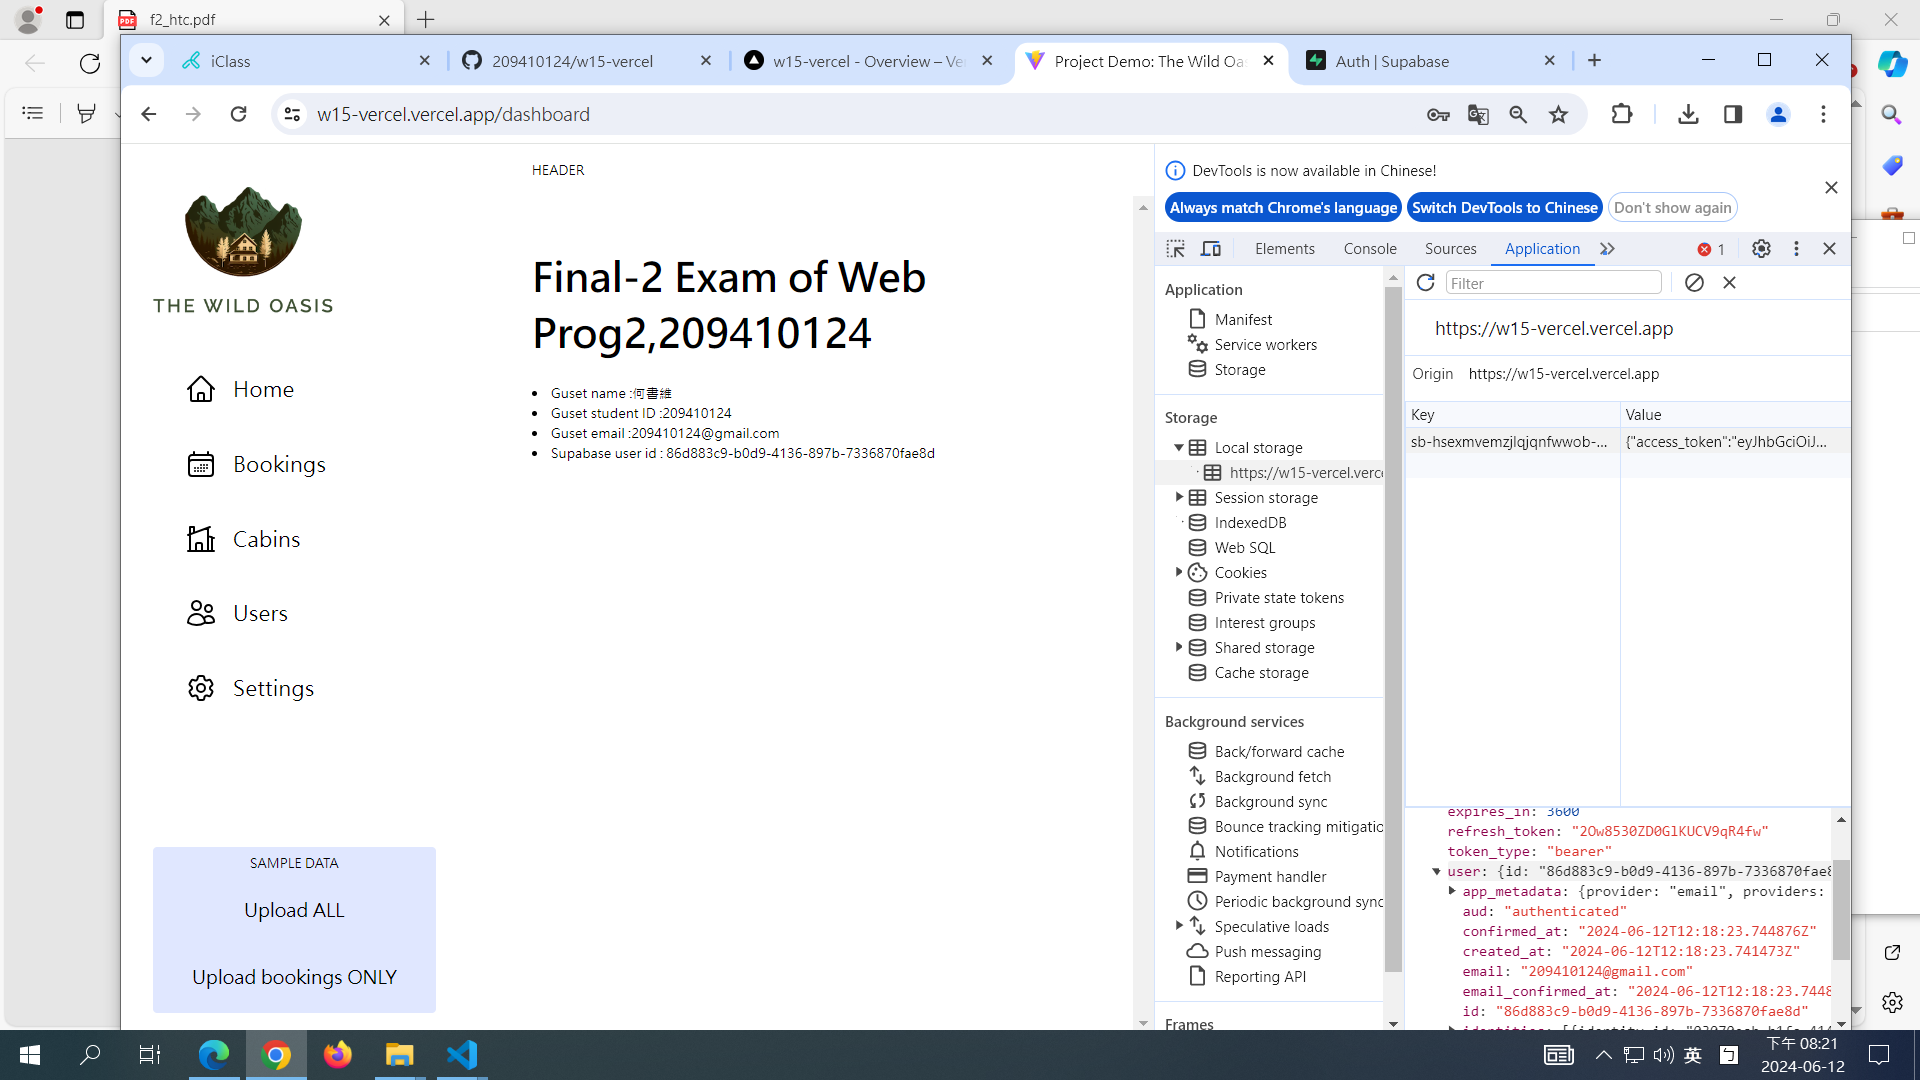 f2_htc.pdf
iClass
209410124/w15-vercel
w15-vercel - Overview – Ve
Project Demo: The Wild Oa
Auth | Supabase
w15-vercel.vercel.app/dashboard
THE WILD OASIS
Home
Bookings
Cabins
Users
Settings
SAMPLE DATA
Upload ALL
Upload bookings ONLY
HEADER
Final-2 Exam of Web
Prog2,209410124
Guset name :何書維
Guset student ID :209410124
Guset email :209410124@gmail.com
Supabase user id : 86d883c9-b0d9-4136-897b-7336870fae8d
DevTools is now available in Chinese!
Always match Chrome's language
Switch DevTools to Chinese
Don't show again
Elements
Console
Sources
Application
1
Application
Manifest
Service workers
Storage
Storage
Local storage
https://w15-vercel.verce
Session storage
IndexedDB
Web SQL
Cookies
Private state tokens
Interest groups
Shared storage
Cache storage
Background services
Back/forward cache
Background fetch
Background sync
Bounce tracking mitigatio
Notifications
Payment handler
Periodic background sync
Speculative loads
Push messaging
Reporting API
Frames
Filter
https://w15-vercel.vercel.app
Origin https://w15-vercel.vercel.app
Key Value
sb-hsexmvemzjlqjqnfwwob-... {"access_token":"eyJhbGciOiJ...
expires_in: 3600
refresh_token: "2Ow8530ZD0GlKUCV9qR4fw"
token_type: "bearer"
user: {id: "86d883c9-b0d9-4136-897b-7336870fae8
app_metadata: {provider: "email", providers:
aud: "authenticated"
confirmed_at: "2024-06-12T12:18:23.744876Z"
created_at: "2024-06-12T12:18:23.741473Z"
email: "209410124@gmail.com"
email_confirmed_at: "2024-06-12T12:18:23.7448
id: "86d883c9-b0d9-4136-897b-7336870fae8d"
英
下午 08:21
2024-06-12